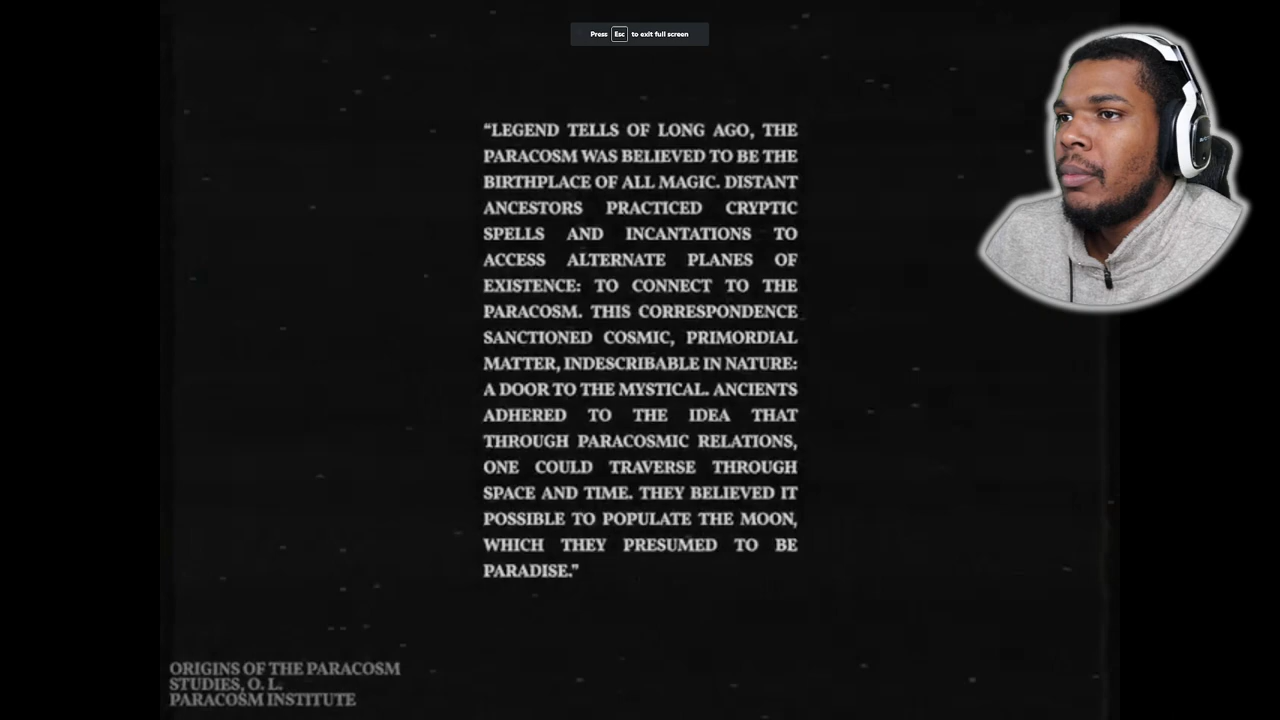 Press Esc to exit full screen
“LEGEND TELLS OF LONG AGO, THE
PARACOSM WAS BELIEVED TO BE THE
BIRTHPLACE OF ALL MAGIC. DISTANT
ANCESTORS PRACTICED CRYPTIC
SPELLS AND INCANTATIONS TO
ACCESS ALTERNATE PLANES OF
EXISTENCE: TO CONNECT TO THE
PARACOSM. THIS CORRESPONDENCE
SANCTIONED COSMIC, PRIMORDIAL
MATTER, INDESCRIBABLE IN NATURE:
A DOOR TO THE MYSTICAL. ANCIENTS
ADHERED TO THE IDEA THAT
THROUGH PARACOSMIC RELATIONS,
ONE COULD TRAVERSE THROUGH
SPACE AND TIME. THEY BELIEVED IT
POSSIBLE TO POPULATE THE MOON,
WHICH THEY PRESUMED TO BE
PARADISE.”
ORIGINS OF THE PARACOSM
STUDIES, O. L.
PARACOSM INSTITUTE